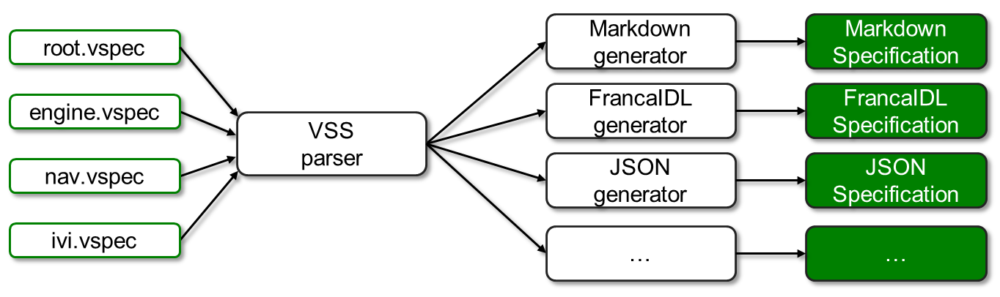 root.vspec
engine.vspec
nav.vspec
ivi.vspec
VSS
parser
Markdown
generator
FrancaIDL
generator
JSON
generator
...
Markdown
Specification
FrancaIDL
Specification
JSON
Specification
...